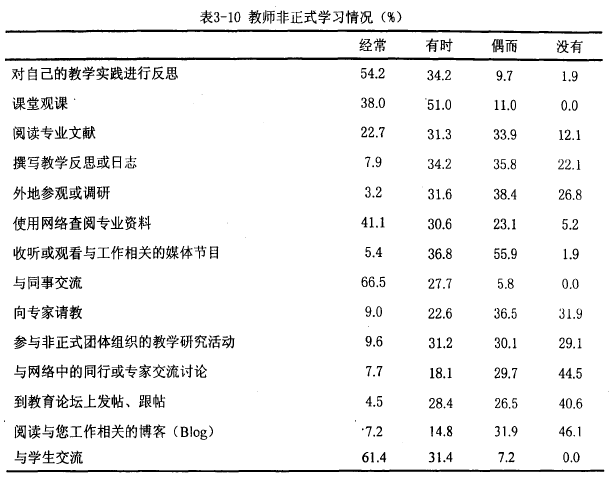 表3-10 教师非正式学习情况（%）
经常 有时 偶而 没有
对自己的教学实践进行反思 54.2 34.2 9.7 1.9
课堂观课 38.0 51.0 11.0 0.0
阅读专业文献 22.7 31.3 33.9 12.1
撰写教学反思或日志 7.9 34.2 35.8 22.1
外地参观或调研 3.2 31.6 38.4 26.8
使用网络查阅专业资料 41.1 30.6 23.1 5.2
收听或观看与工作相关的媒体节目 5.4 36.8 55.9 1.9
与同事交流 66.5 27.7 5.8 0.0
向专家请教 9.0 22.6 36.5 31.9
参与非正式团体组织的教学研究活动 9.6 31.2 30.1 29.1
与网络中的同行或专家交流讨论 7.7 18.1 29.7 44.5
到教育论坛上发帖、跟帖 4.5 28.4 26.5 40.6
阅读与您工作相关的博客（Blog） 7.2 14.8 31.9 46.1
与学生交流 61.4 31.4 7.2 0.0